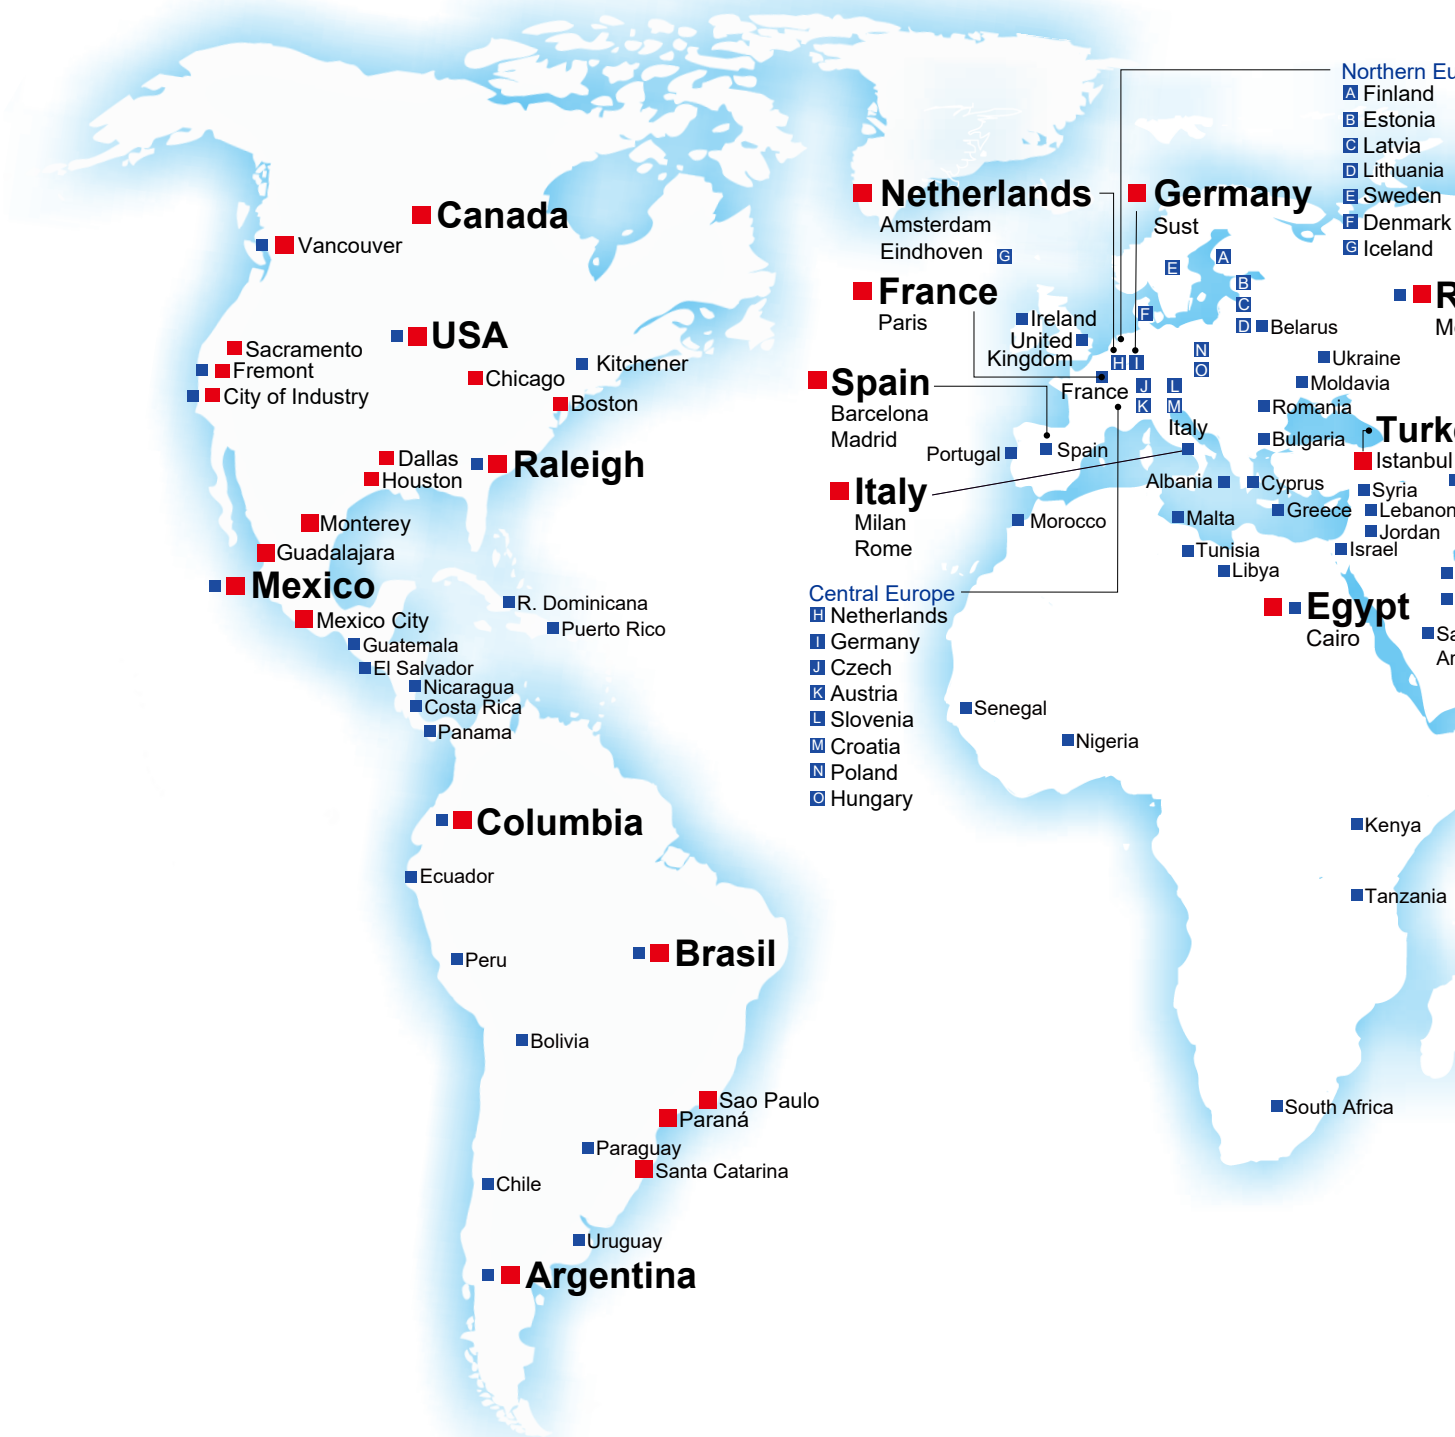 Canada
Vancouver
USA
Sacramento
Fremont
City of Industry
Chicago
Kitchener
Boston
Dallas
Houston
Raleigh
Monterey
Guadalajara
Mexico
Mexico City
R. Dominicana
Puerto Rico
Guatemala
El Salvador
Nicaragua
Costa Rica
Panama
Columbia
Ecuador
Brasil
Peru
Bolivia
Sao Paulo
Paraná
Paraguay
Santa Catarina
Chile
Uruguay
Argentina
Netherlands
Amsterdam
Eindhoven
Germany
Sust
France
Paris
Spain
Barcelona
Madrid
Italy
Milan
Rome
Northern Eu
A Finland
B Estonia
C Latvia
D Lithuania
E Sweden
F Denmark
G Iceland
G
E
A
B
C
D
F
N
O
H
I
J
L
K
M
Ireland
United
Kingdom
France
Belarus
R
M
Ukraine
Moldavia
Romania
Bulgaria
Italy
Portugal
Spain
Turk
Istanbul
Albania
Cyprus
Syria
Greece
Lebanon
Malta
Jordan
Morocco
Israel
Tunisia
Libya
Egypt
Cairo
Sa
Ar
Central Europe
H Netherlands
I Germany
J Czech
K Austria
L Slovenia
M Croatia
N Poland
O Hungary
Senegal
Nigeria
Kenya
Tanzania
South Africa